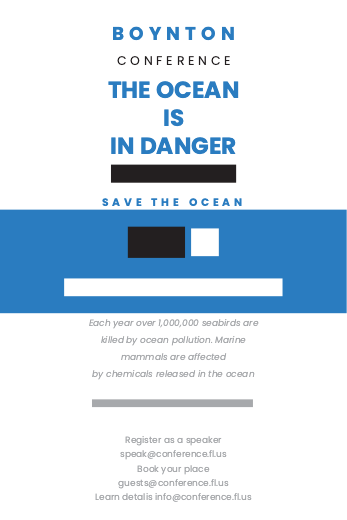 BOYNTON
CONFERENCE
THE OCEAN
IS
IN DANGER
SAVE THE OCEAN
Each year over 1,000,000 seabirds are
killed by ocean pollution. Marine
mammals are affected
by chemicals released in the ocean
Register as a speaker
speak@conference.fl.us
Book your place
guests@conference.fl.us
Learn detalis info@conference.fl.us